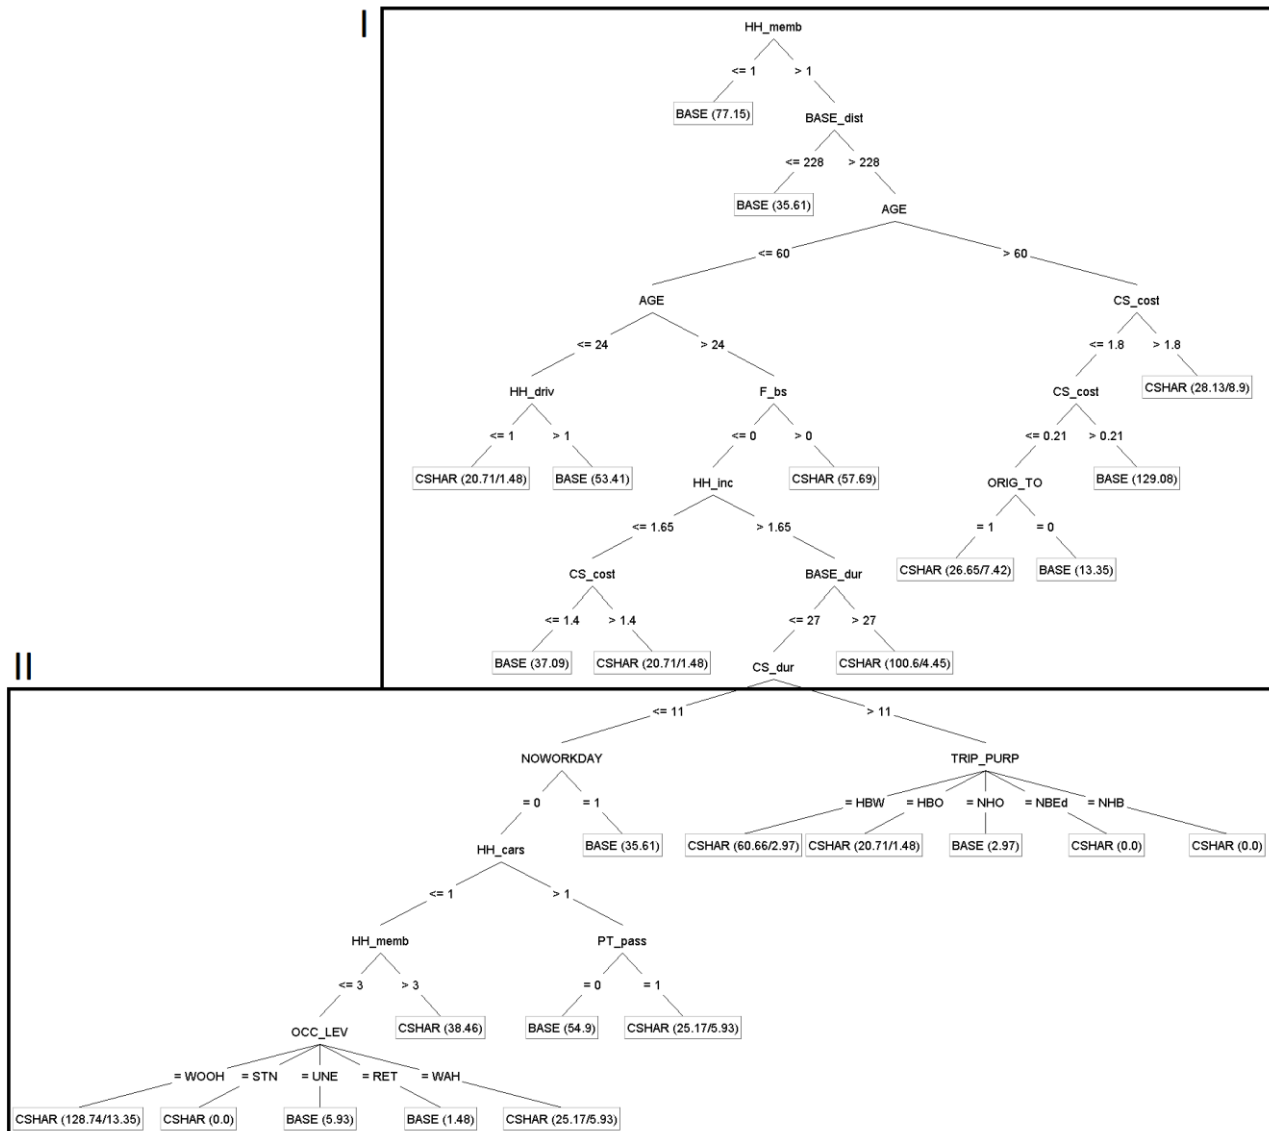 I
HH_memb
<= 1 > 1
BASE (77.15) BASE_dist
<= 228 > 228
BASE (35.61) AGE
<= 60 > 60
AGE CS_cost
<= 24 > 24 <= 1.8 > 1.8
HH_driv F_bs CS_cost CSHAR (28.13/8.9)
<= 1 > 1 <= 0 > 0 <= 0.21 > 0.21
CSHAR (20.71/1.48) BASE (53.41) HH_inc CSHAR (57.69) ORIG_TO BASE (129.08)
<= 1.65 > 1.65 = 1 = 0
CS_cost BASE_dur CSHAR (26.65/7.42) BASE (13.35)
<= 1.4 > 1.4 <= 27 > 27
BASE (37.09) CSHAR (20.71/1.48) CS_dur CSHAR (100.6/4.45)
II
<= 11 > 11
NOWORKDAY TRIP_PURP
= 0 = 1 = HBW = HBO = NHO = NBEd = NHB
HH_cars BASE (35.61) CSHAR (60.66/2.97) CSHAR (20.71/1.48) BASE (2.97) CSHAR (0.0) CSHAR (0.0)
<= 1 > 1
HH_memb PT_pass
<= 3 > 3 = 0 = 1
OCC_LEV CSHAR (38.46) BASE (54.9) CSHAR (25.17/5.93)
= WOOH = STN = UNE = RET = WAH
CSHAR (128.74/13.35) CSHAR (0.0) BASE (5.93) BASE (1.48) CSHAR (25.17/5.93)